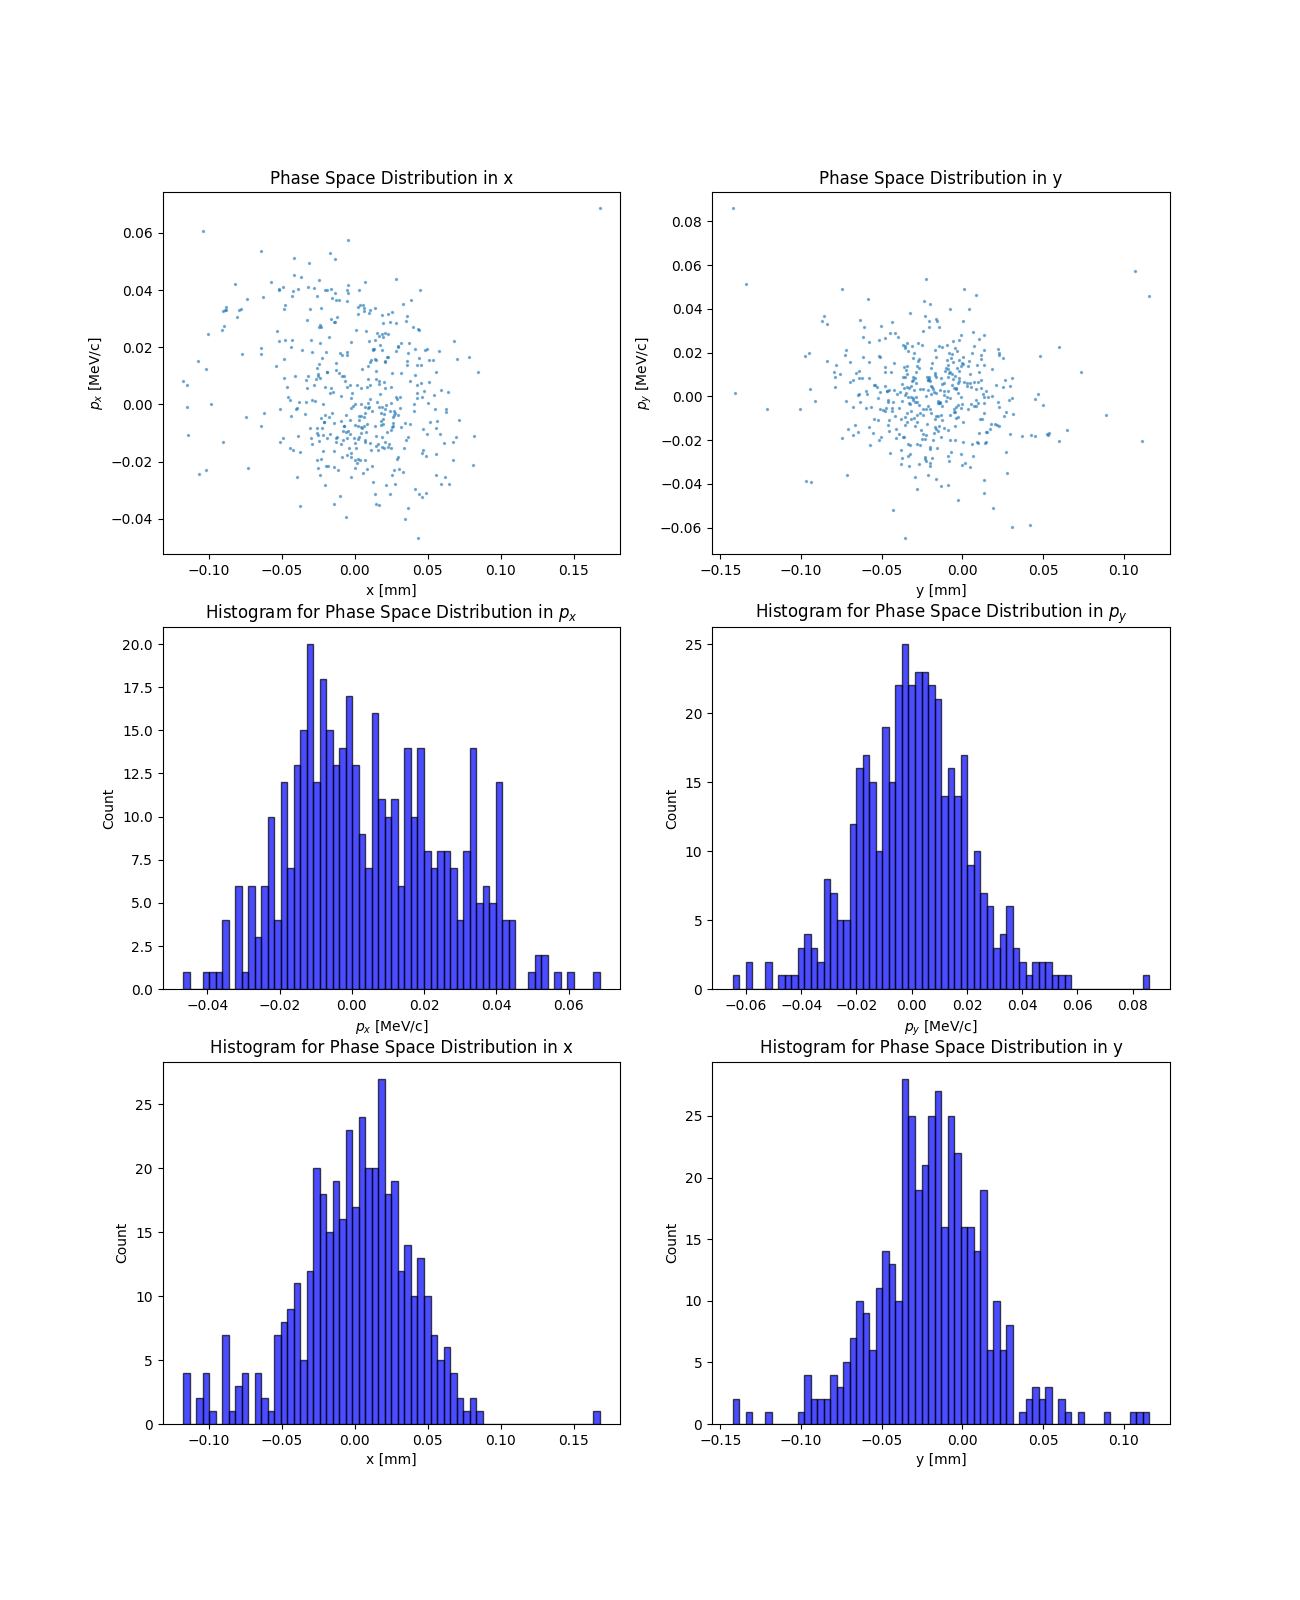 Phase Space Distribution in x
0.06
0.04
0.02
0.00
−0.02
−0.04
pₓ [MeV/c]
−0.10 −0.05 0.00 0.05 0.10 0.15
x [mm]
Phase Space Distribution in y
0.08
0.06
0.04
0.02
0.00
−0.02
−0.04
−0.06
p_y [MeV/c]
−0.15 −0.10 −0.05 0.00 0.05 0.10
y [mm]
Histogram for Phase Space Distribution in pₓ
20.0
17.5
15.0
12.5
10.0
7.5
5.0
2.5
0.0
Count
−0.04 −0.02 0.00 0.02 0.04 0.06
pₓ [MeV/c]
Histogram for Phase Space Distribution in p_y
25
20
15
10
5
0
Count
−0.06 −0.04 −0.02 0.00 0.02 0.04 0.06 0.08
p_y [MeV/c]
Histogram for Phase Space Distribution in x
25
20
15
10
5
0
Count
−0.10 −0.05 0.00 0.05 0.10 0.15
x [mm]
Histogram for Phase Space Distribution in y
25
20
15
10
5
0
Count
−0.15 −0.10 −0.05 0.00 0.05 0.10
y [mm]